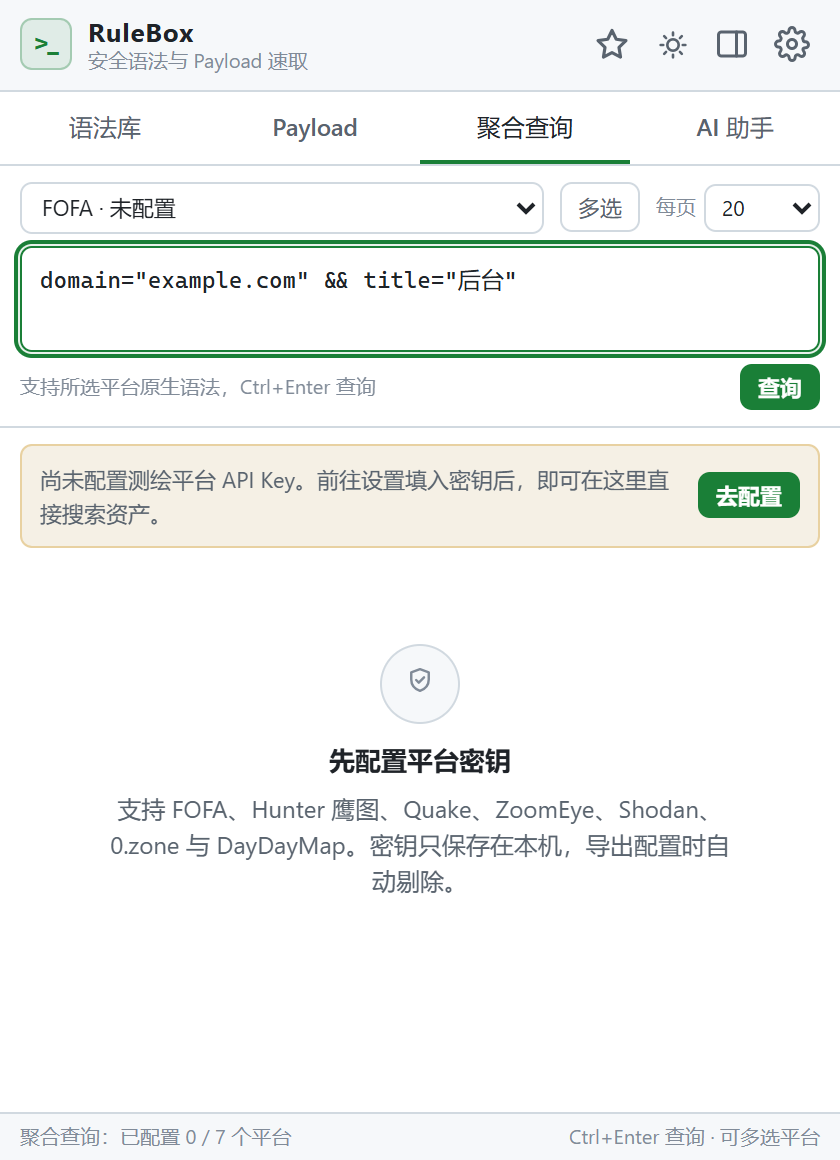 >_
RuleBox
安全语法与 Payload 速取
语法库
Payload
聚合查询
AI 助手
FOFA · 未配置
多选
每页
20
domain="example.com" && title="后台"
支持所选平台原生语法，Ctrl+Enter 查询
查询
尚未配置测绘平台 API Key。前往设置填入密钥后，即可在这里直
接搜索资产。
去配置
先配置平台密钥
支持 FOFA、Hunter 鹰图、Quake、ZoomEye、Shodan、
0.zone 与 DayDayMap。密钥只保存在本机，导出配置时自
动剔除。
聚合查询：已配置 0 / 7 个平台
Ctrl+Enter 查询 · 可多选平台